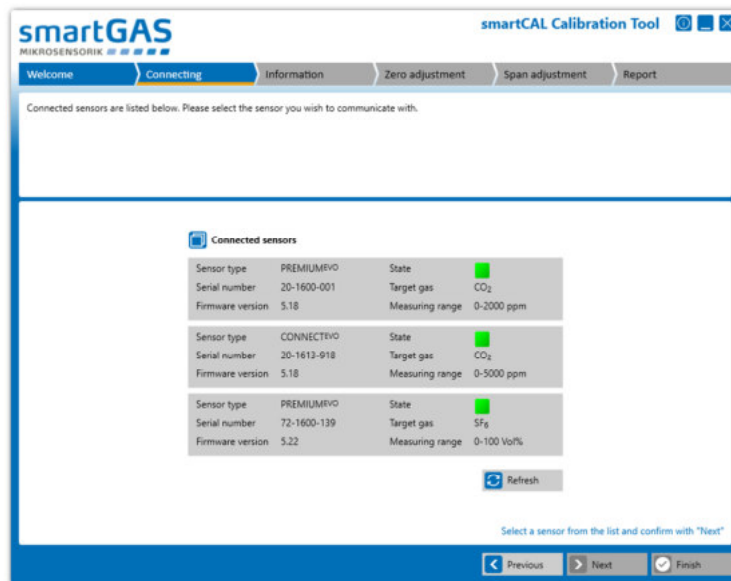 smartGAS
MIKROSENSORIK
smartCAL Calibration Tool
Welcome Connecting Information Zero adjustment Span adjustment Report
Connected sensors are listed below. Please select the sensor you wish to communicate with.
Connected sensors
Sensor type PREMIUMEVO State
Serial number 20-1600-001 Target gas CO2
Firmware version 5.18 Measuring range 0-2000 ppm
Sensor type CONNECTEVO State
Serial number 20-1613-918 Target gas CO2
Firmware version 5.18 Measuring range 0-5000 ppm
Sensor type PREMIUMEVO State
Serial number 72-1600-139 Target gas SF6
Firmware version 5.22 Measuring range 0-100 Vol%
Refresh
Select a sensor from the list and confirm with "Next"
Previous Next Finish